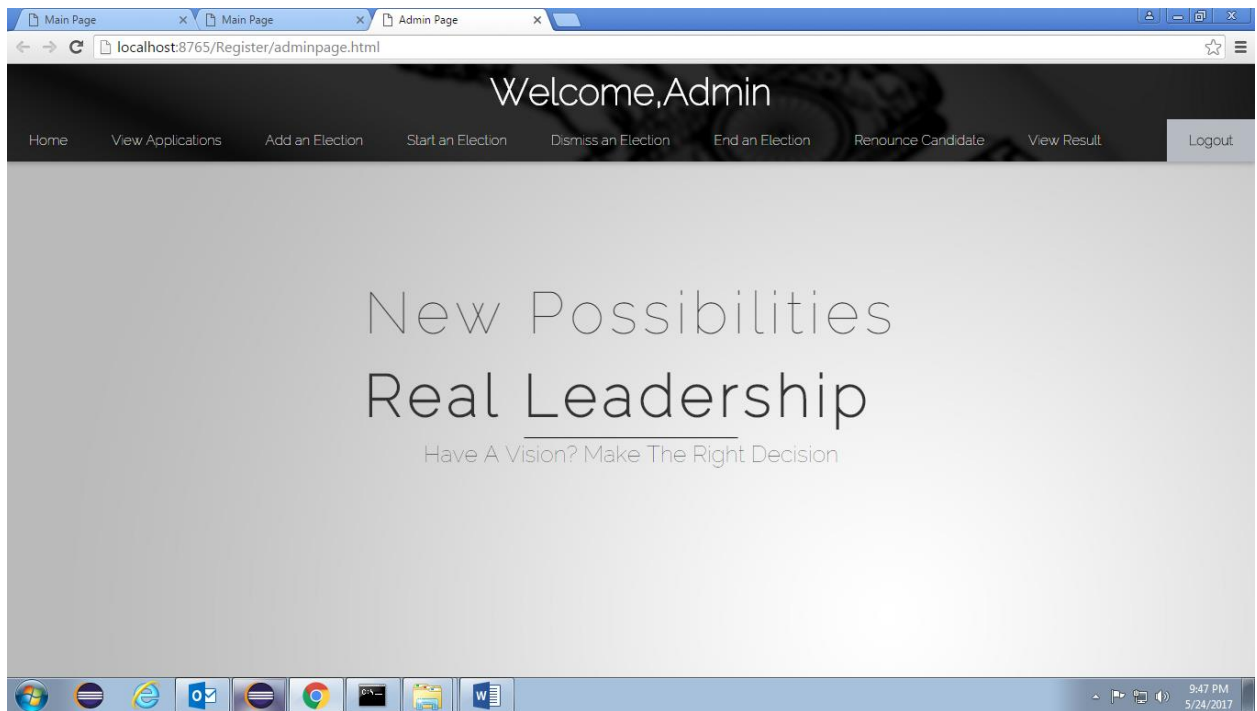 Main Page Main Page Admin Page
localhost:8765/Register/adminpage.html
Welcome,Admin
Home View Applications Add an Election Start an Election Dismiss an Election End an Election Renounce Candidate View Result Logout
New Possibilities
Real Leadership
Have A Vision? Make The Right Decision
9:47 PM
5/24/2017